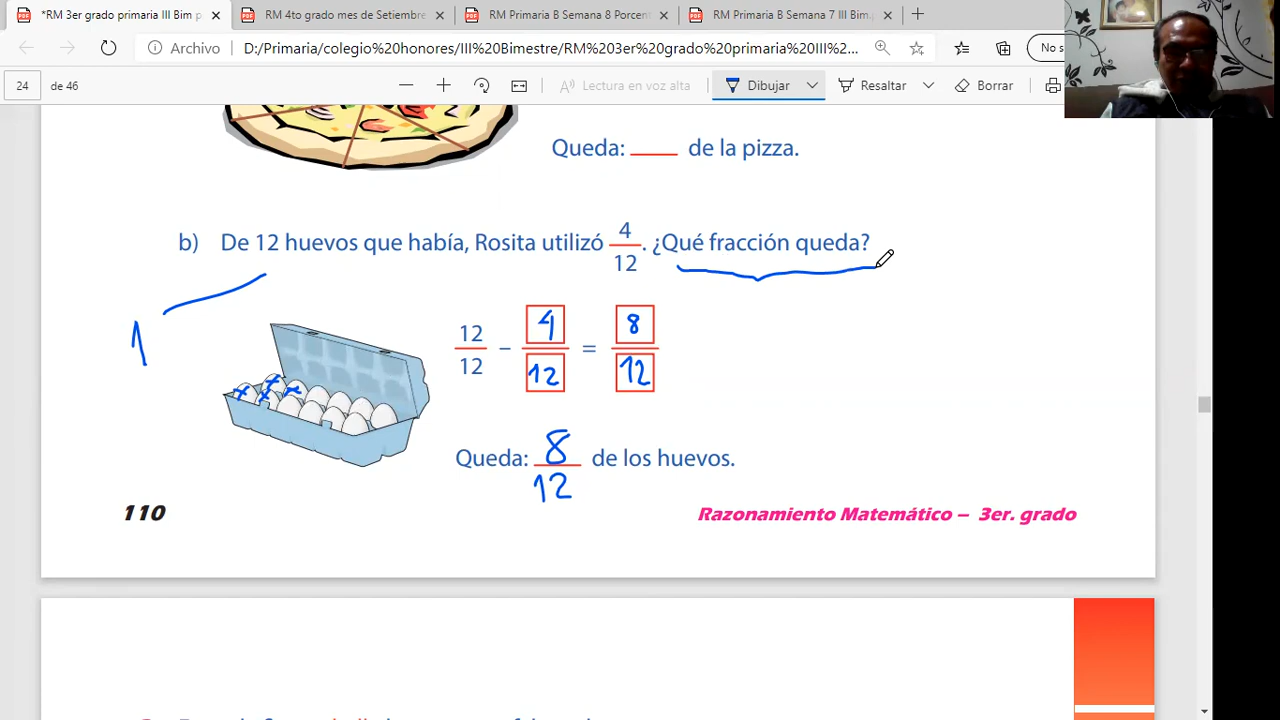 *RM 3er grado primaria III Bim p
RM 4to grado mes de Setiembre
RM Primaria B Semana 8 Porcent
RM Primaria B Semana 7 III Bim.p
Archivo
D:/Primaria/colegio%20honores/III%20Bimestre/RM%203er%20grado%20primaria%20III%...
No s
24 de 46
Lectura en voz alta
Dibujar
Resaltar
Borrar
Queda: ____ de la pizza.
b) De 12 huevos que había, Rosita utilizó 4/12. ¿Qué fracción queda?
1
12/12 - 4/12 = 8/12
Queda: 8/12 de los huevos.
110
Razonamiento Matemático – 3er. grado